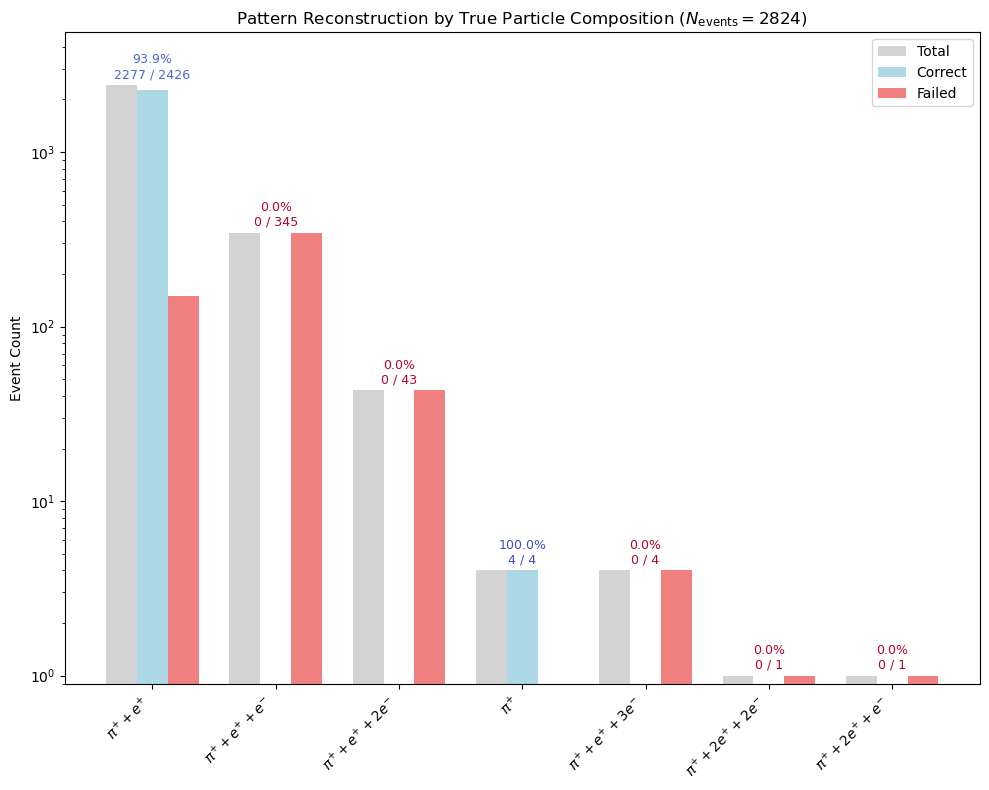 Pattern Reconstruction by True Particle Composition (N_events = 2824)
Total
Correct
Failed
93.9%
2277 / 2426
0.0%
0 / 345
0.0%
0 / 43
100.0%
4 / 4
0.0%
0 / 4
0.0%
0 / 1
0.0%
0 / 1
Event Count
10³
10²
10¹
10⁰
π⁺ + e⁺
π⁺ + e⁺ + e⁻
π⁺ + e⁺ + 2e⁻
π⁺
π⁺ + e⁺ + 3e⁻
π⁺ + 2e⁺ + 2e⁻
π⁺ + 2e⁺ + e⁻